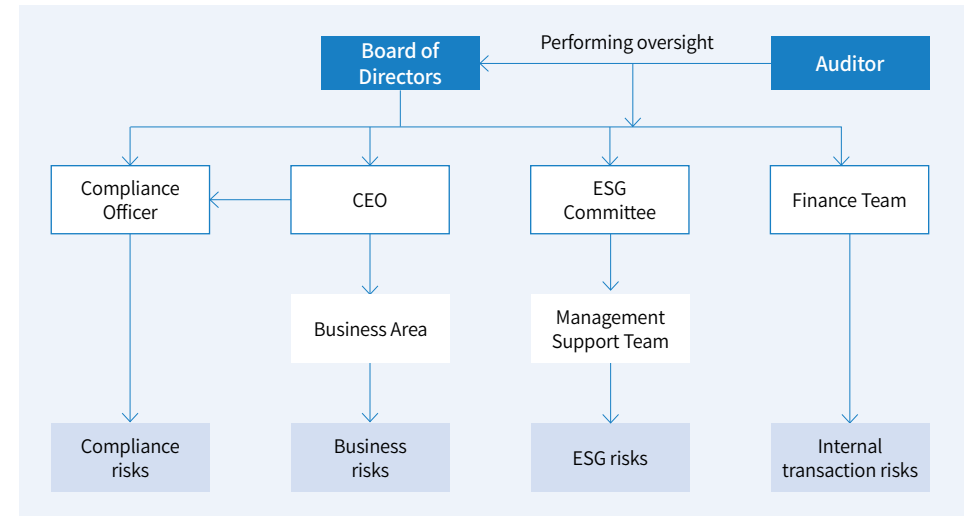 Performing oversight
Board of
Directors
Auditor
Compliance
Officer
CEO
ESG
Committee
Finance Team
Business Area
Management
Support Team
Compliance
risks
Business
risks
ESG risks
Internal
transaction risks